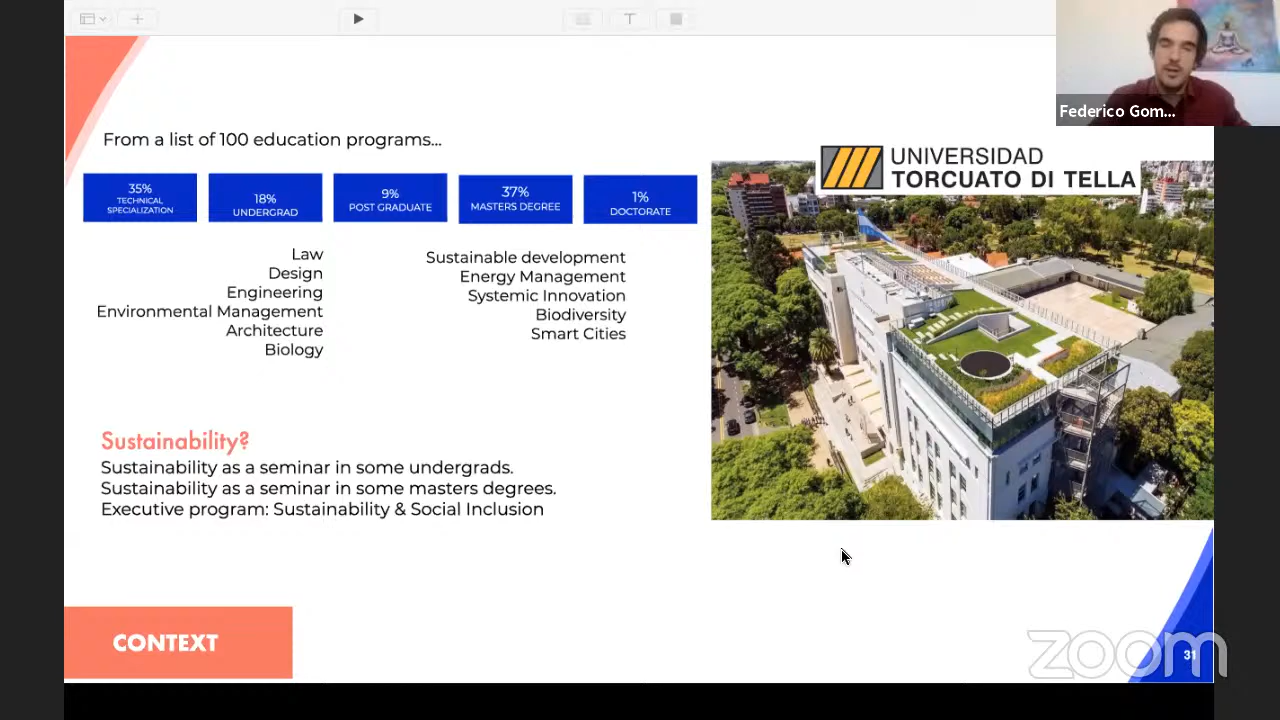 Federico Gom...
From a list of 100 education programs...
UNIVERSIDAD
TORCUATO DI TELLA
35%
TECHNICAL
SPECIALIZATION
18%
UNDERGRAD
9%
POST GRADUATE
37%
MASTERS DEGREE
1%
DOCTORATE
Law
Design
Engineering
Environmental Management
Architecture
Biology
Sustainable development
Energy Management
Systemic Innovation
Biodiversity
Smart Cities
Sustainability?
Sustainability as a seminar in some undergrads.
Sustainability as a seminar in some masters degrees.
Executive program: Sustainability & Social Inclusion
CONTEXT
zoom
31